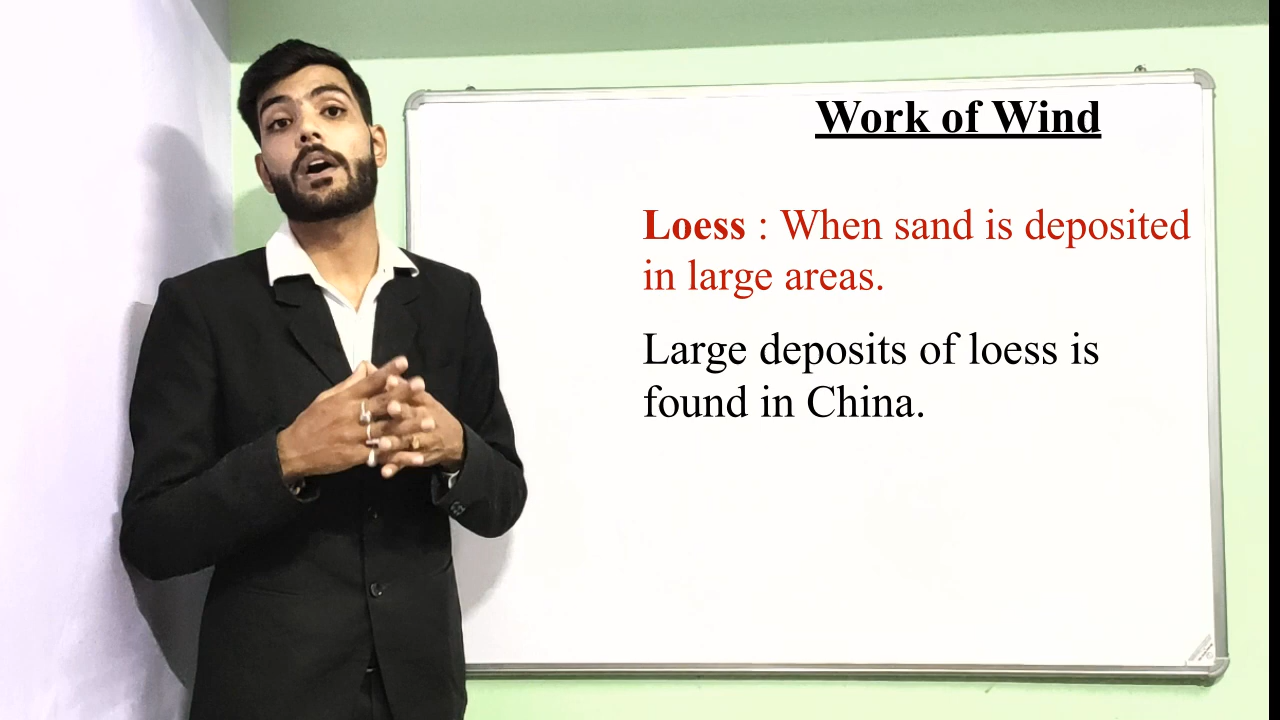 Work of Wind
Loess : When sand is deposited
in large areas.
Large deposits of loess is
found in China.